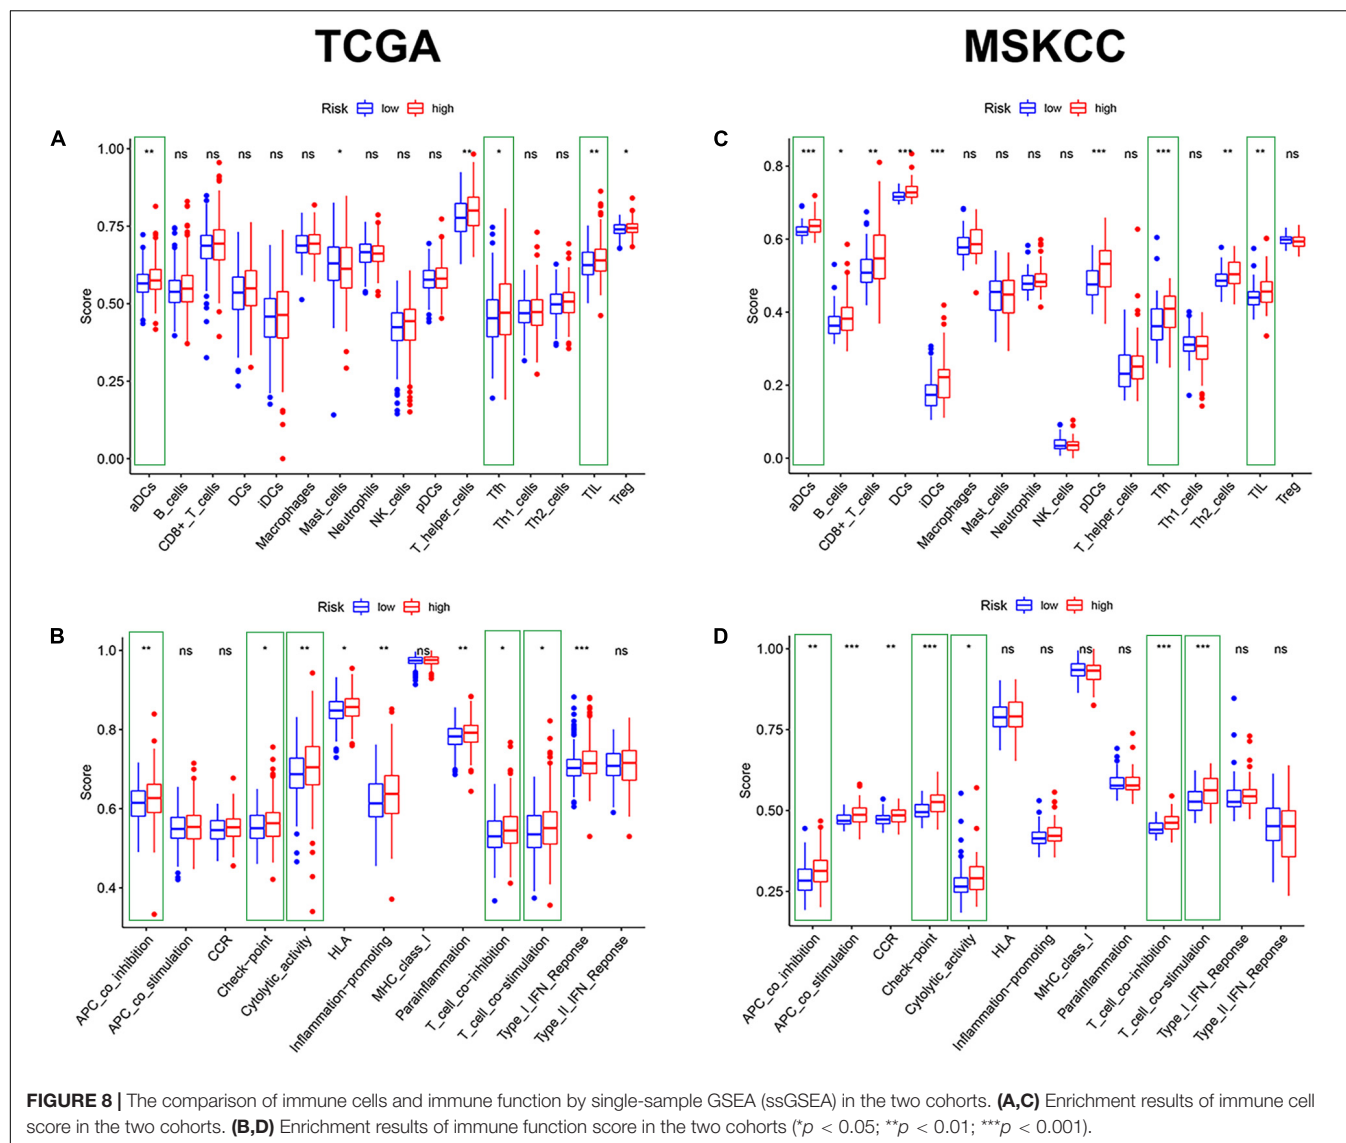 TCGA
MSKCC
Risk low high
A
** ns ns ns ns ns * ns ns ns ** * ns ns ** *
1.00
0.75
0.50
0.25
0.00
Score
aDCs
B_cells
CD8+_T_cells
DCs
iDCs
Macrophages
Mast_cells
Neutrophils
NK_cells
pDCs
T_helper_cells
Tfh
Th1_cells
Th2_cells
TIL
Treg
Risk low high
C
*** * ** *** *** ns ns ns ns *** ns *** ns ** ** ns
0.8
0.6
0.4
0.2
0.0
Score
aDCs
B_cells
CD8+_T_cells
DCs
iDCs
Macrophages
Mast_cells
Neutrophils
NK_cells
pDCs
T_helper_cells
Tfh
Th1_cells
Th2_cells
TIL
Treg
Risk low high
B
** ns ns * ** * ** ns ** * * *** ns
1.0
0.8
0.6
0.4
Score
APC_co_inhibition
APC_co_stimulation
CCR
Check−point
Cytolytic_activity
HLA
Inflammation−promoting
MHC_class_I
Parainflammation
T_cell_co−inhibition
T_cell_co−stimulation
Type_I_IFN_Reponse
Type_II_IFN_Reponse
Risk low high
D
** *** ** *** * ns ns ns ns *** *** ns ns
1.00
0.75
0.50
0.25
Score
APC_co_inhibition
APC_co_stimulation
CCR
Check−point
Cytolytic_activity
HLA
Inflammation−promoting
MHC_class_I
Parainflammation
T_cell_co−inhibition
T_cell_co−stimulation
Type_I_IFN_Reponse
Type_II_IFN_Reponse
FIGURE 8 | The comparison of immune cells and immune function by single-sample GSEA (ssGSEA) in the two cohorts. (A,C) Enrichment results of immune cell
score in the two cohorts. (B,D) Enrichment results of immune function score in the two cohorts (*p < 0.05; **p < 0.01; ***p < 0.001).